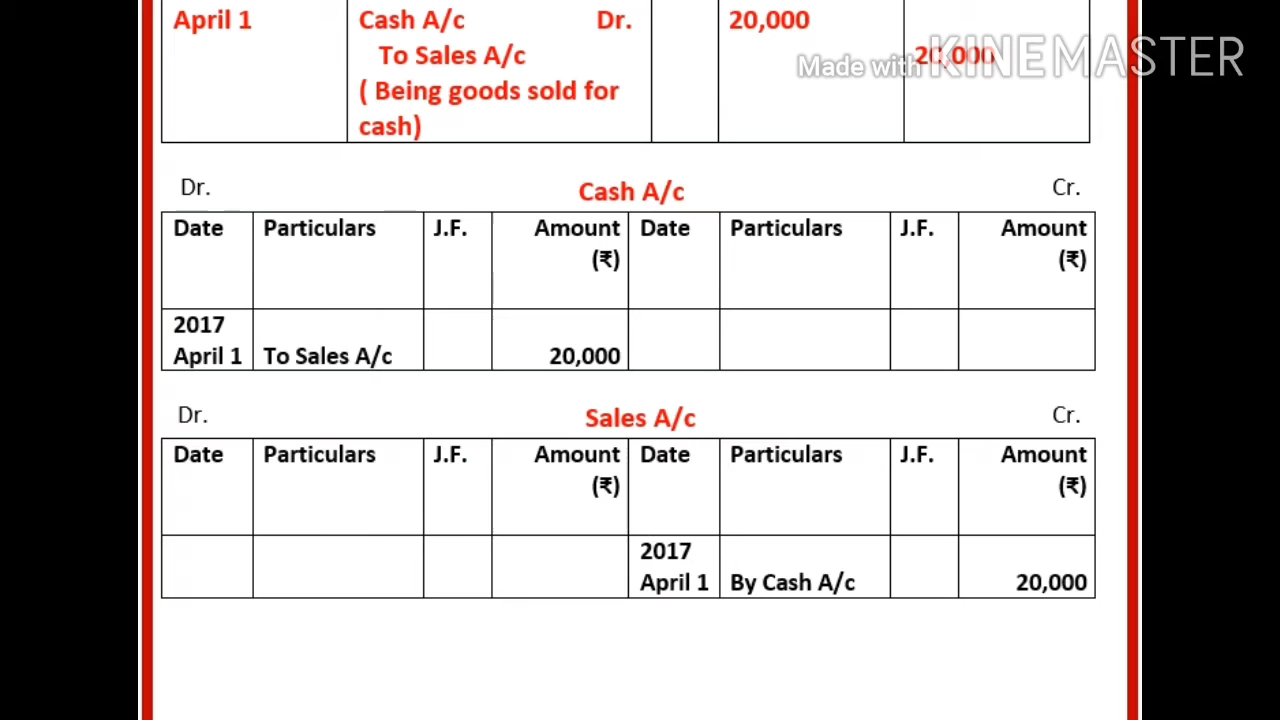 April 1 Cash A/c Dr. 20,000
To Sales A/c 20,000
( Being goods sold for
cash)
Made with KINEMASTER
Dr. Cash A/c Cr.
Date Particulars J.F. Amount Date Particulars J.F. Amount
(₹) (₹)
2017
April 1 To Sales A/c 20,000
Dr. Sales A/c Cr.
Date Particulars J.F. Amount Date Particulars J.F. Amount
(₹) (₹)
2017
April 1 By Cash A/c 20,000